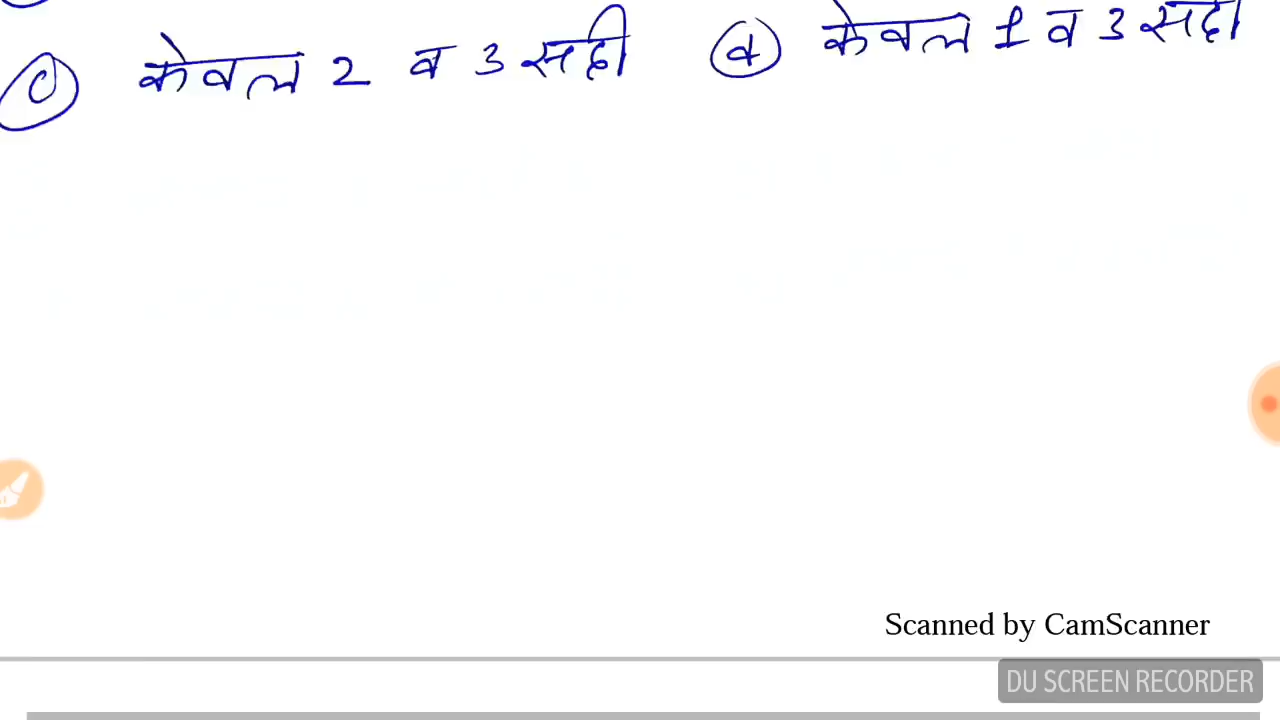 (c) केवल 2 व 3 सही (d) केवल 1 व 3 सही
Scanned by CamScanner
DU SCREEN RECORDER